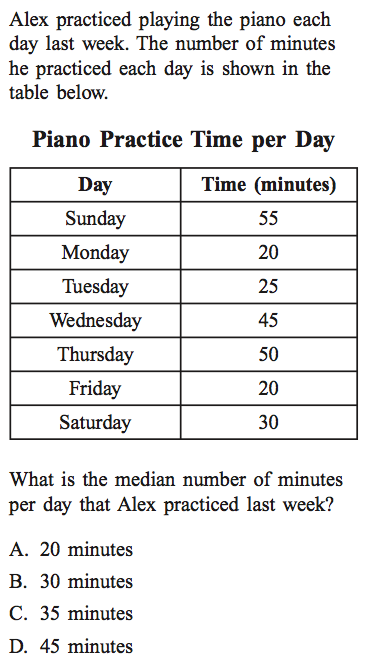 Alex practiced playing the piano each
day last week. The number of minutes
he practiced each day is shown in the
table below.
Piano Practice Time per Day
Day Time (minutes)
Sunday 55
Monday 20
Tuesday 25
Wednesday 45
Thursday 50
Friday 20
Saturday 30
What is the median number of minutes
per day that Alex practiced last week?
A. 20 minutes
B. 30 minutes
C. 35 minutes
D. 45 minutes